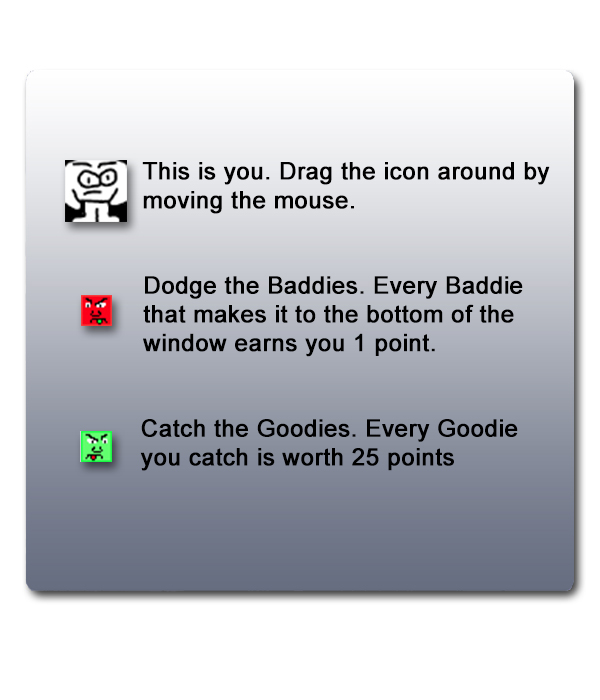 This is you. Drag the icon around by
moving the mouse.
Dodge the Baddies. Every Baddie
that makes it to the bottom of the
window earns you 1 point.
Catch the Goodies. Every Goodie
you catch is worth 25 points